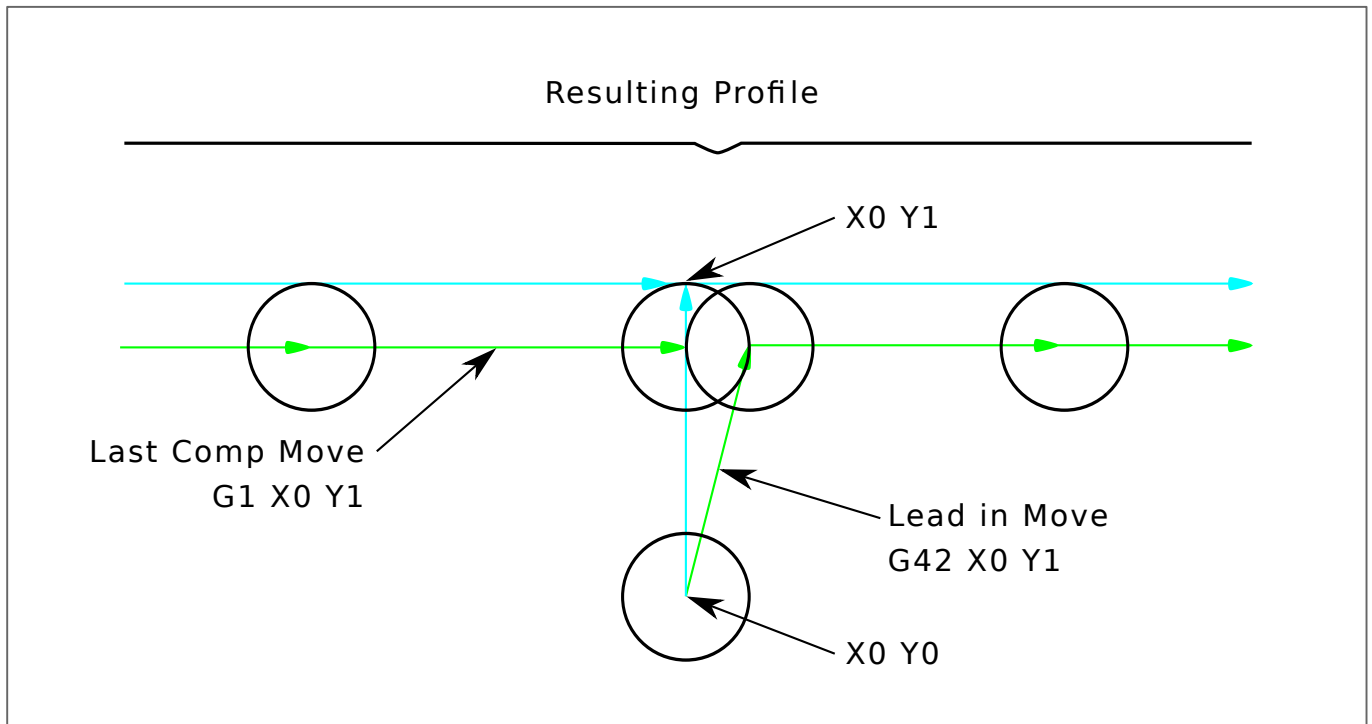 Resulting Profile
X0 Y1
Last Comp Move
G1 X0 Y1
Lead in Move
G42 X0 Y1
X0 Y0